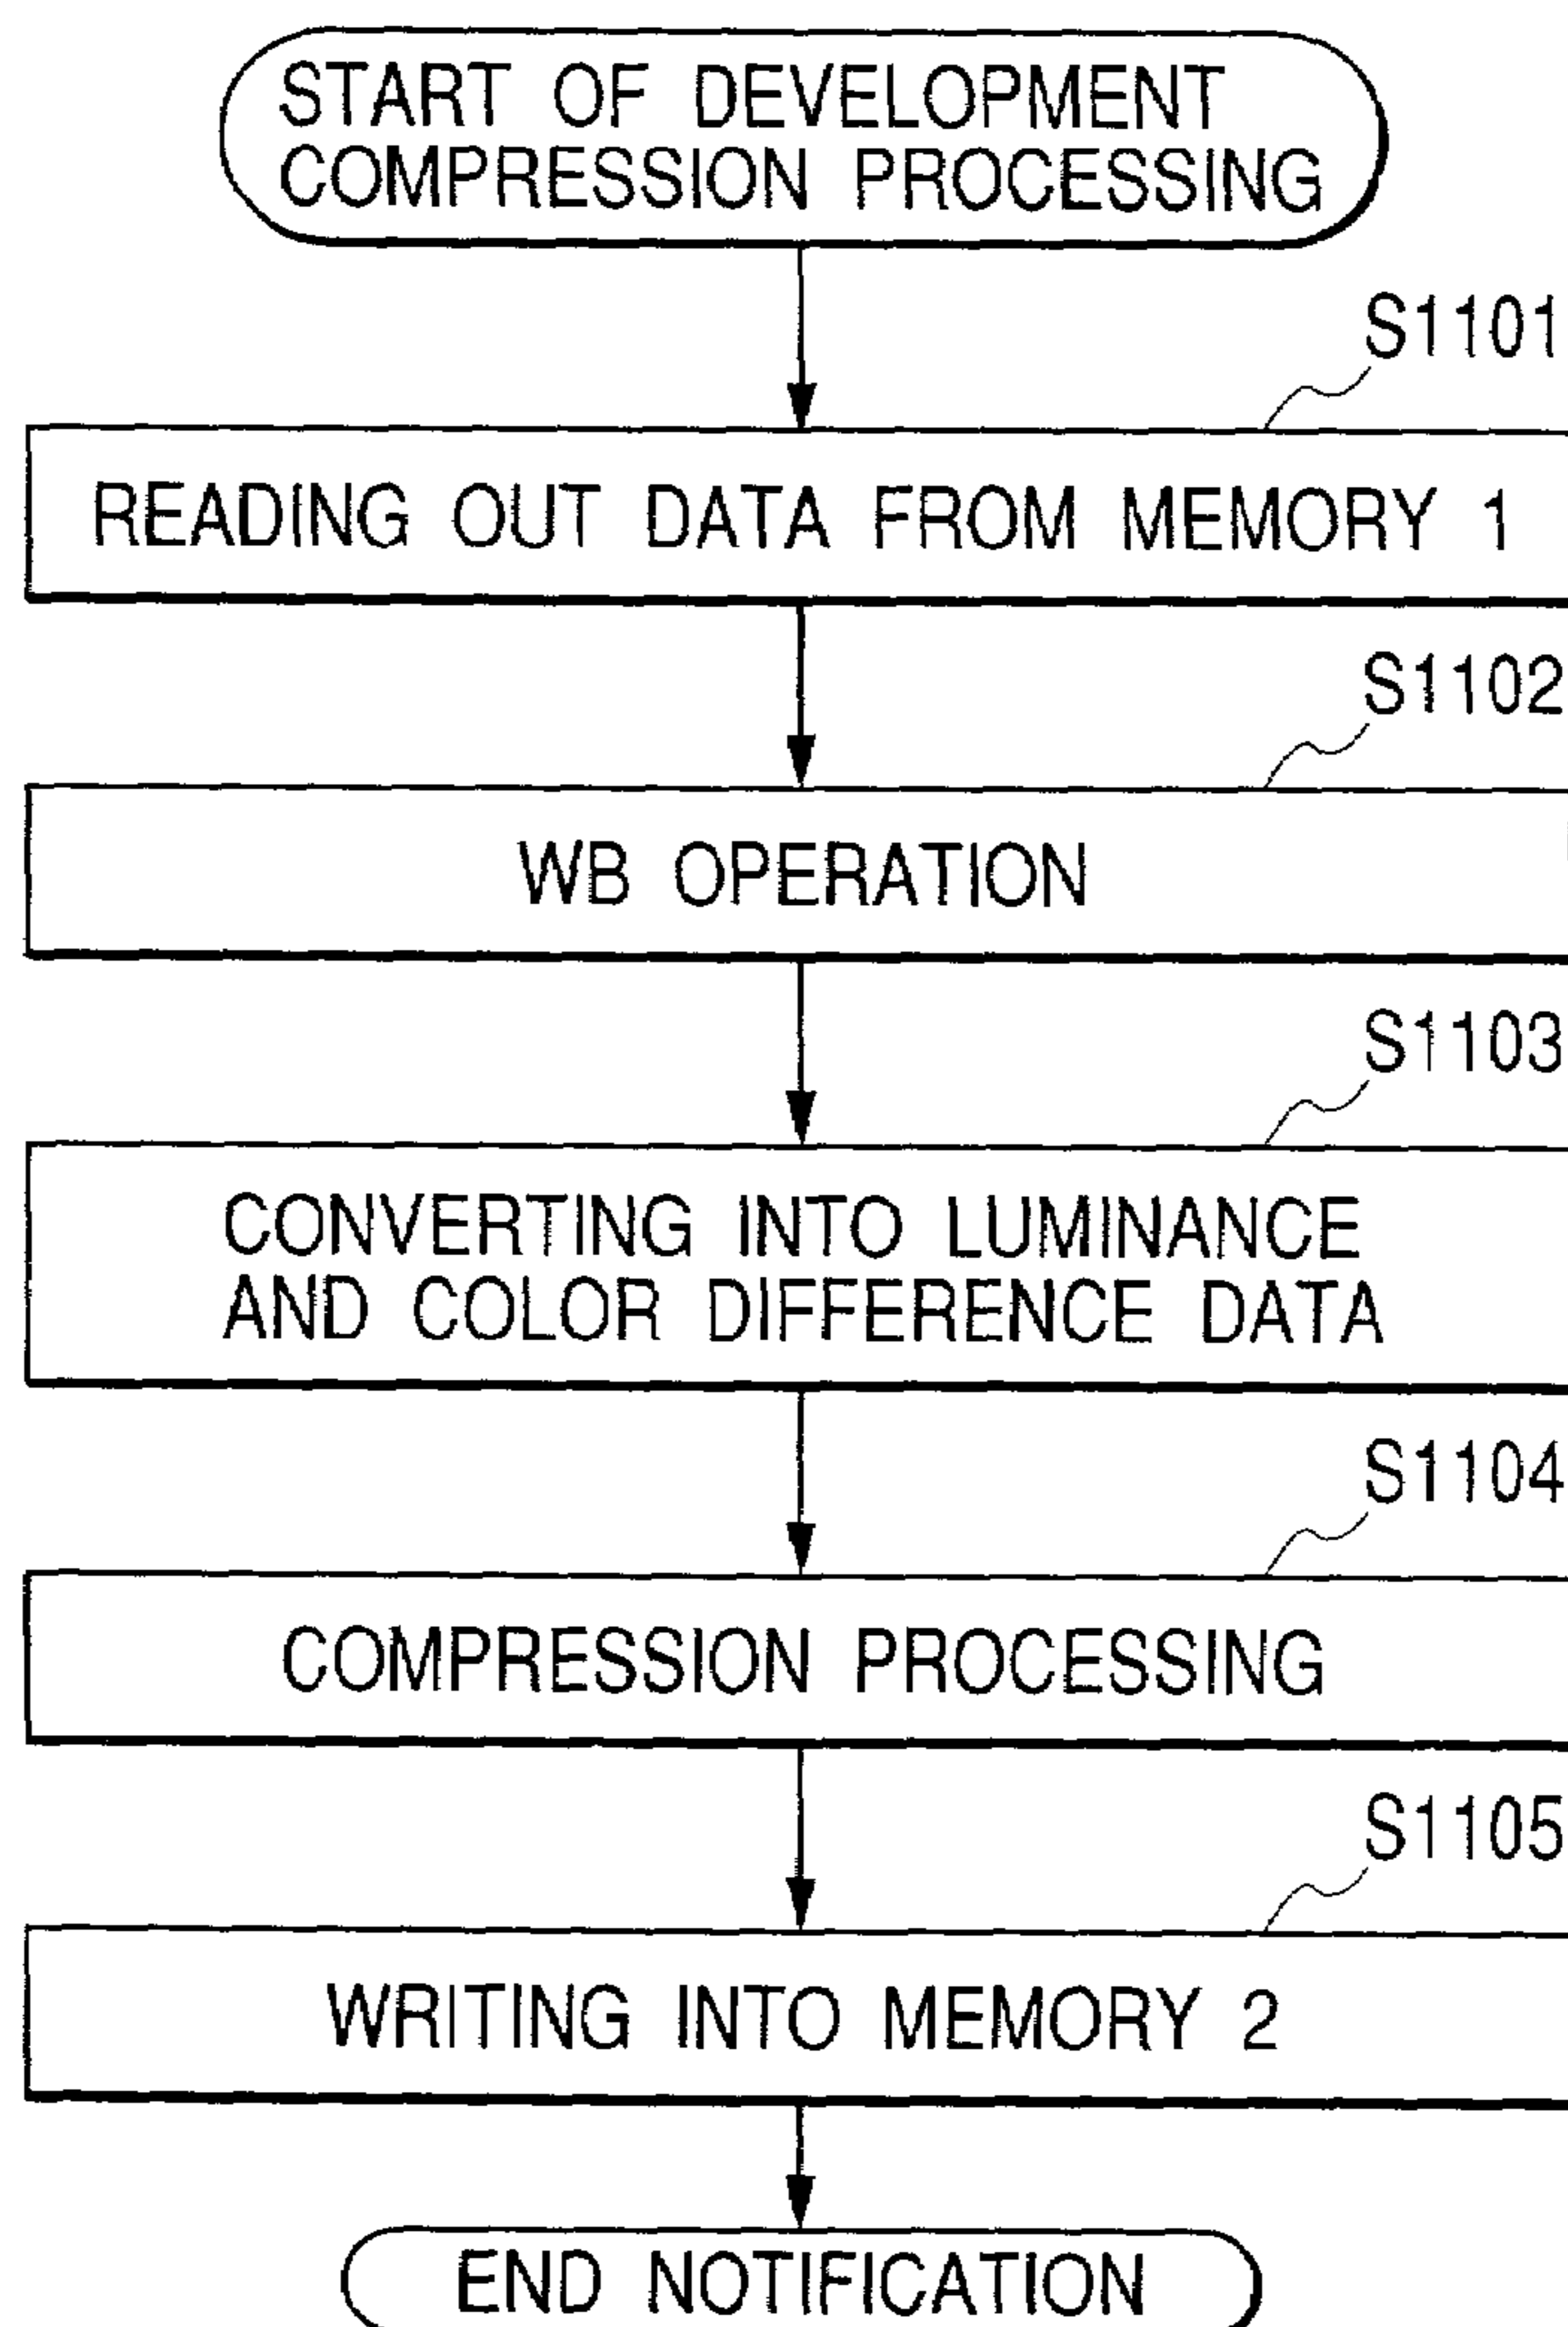 START OF DEVELOPMENT
COMPRESSION PROCESSING
S1101
READING OUT DATA FROM MEMORY 1
S1102
WB OPERATION
S1103
CONVERTING INTO LUMINANCE
AND COLOR DIFFERENCE DATA
S1104
COMPRESSION PROCESSING
S1105
WRITING INTO MEMORY 2
END NOTIFICATION